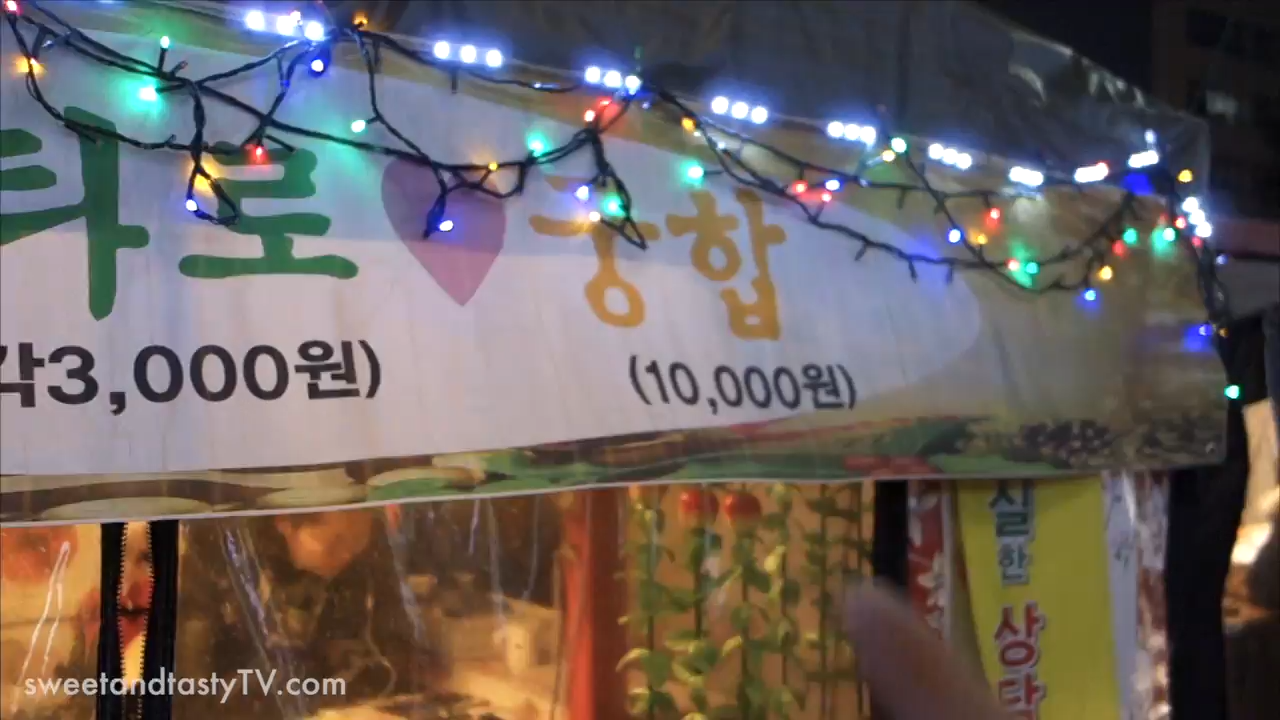 타로♥궁합
각3,000원)
(10,000원)
실한
상
sweetandtastyTV.com